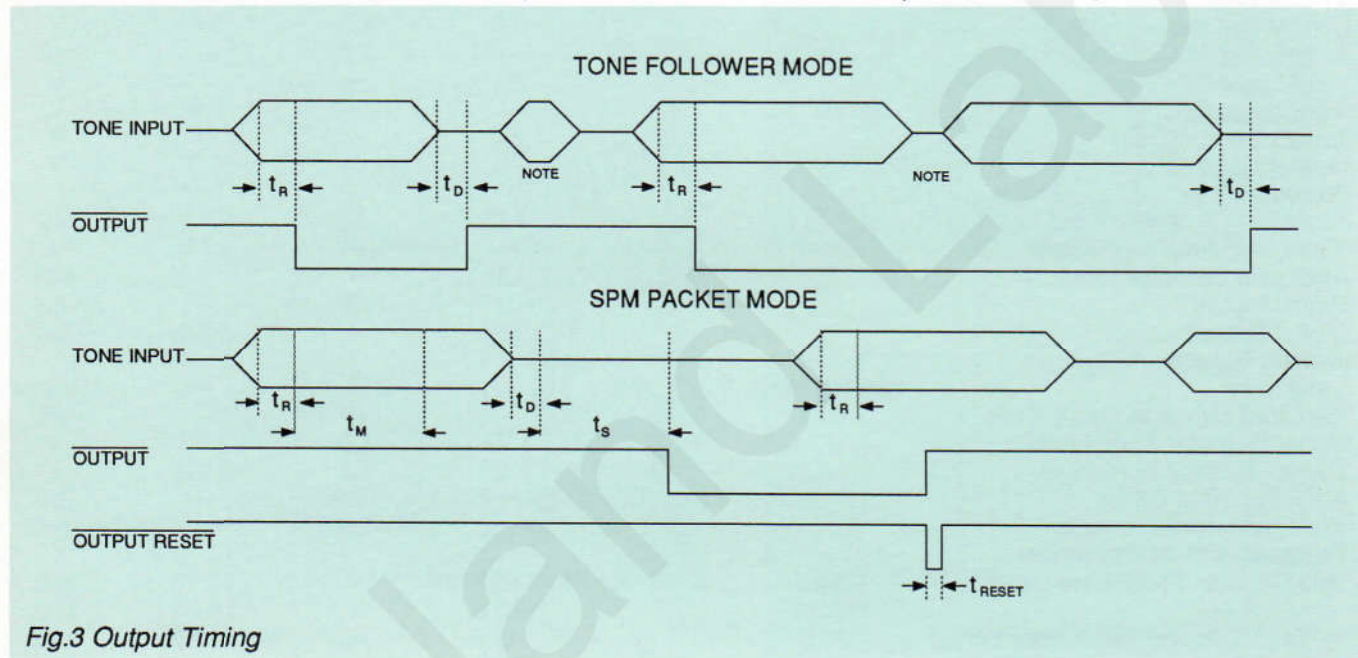 TONE FOLLOWER MODE
TONE INPUT
NOTE
NOTE
tR
tD
tR
tD
OUTPUT
SPM PACKET MODE
TONE INPUT
tR
tD
tR
tM
tS
OUTPUT
OUTPUT RESET
tRESET
Fig.3 Output Timing